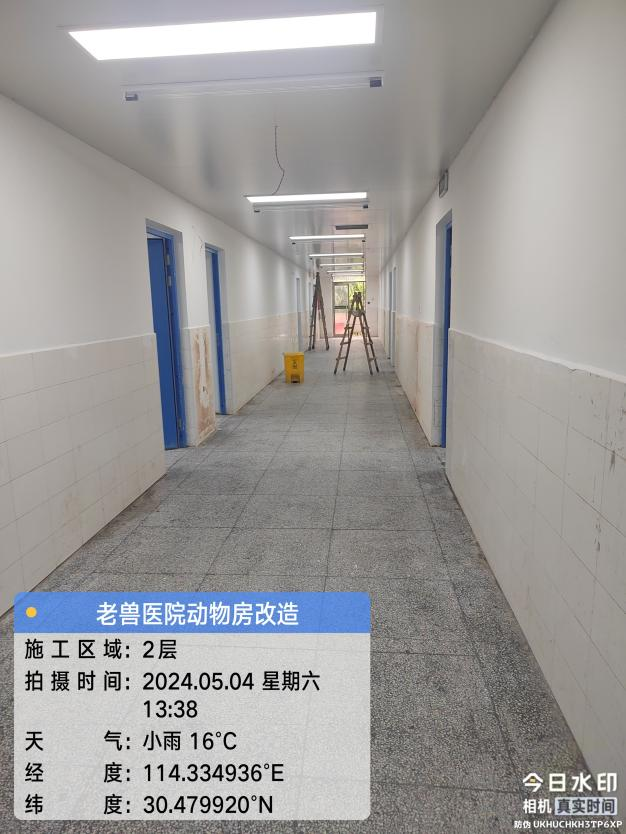 老兽医院动物房改造
施工区域: 2层
拍摄时间: 2024.05.04 星期六
13:38
天气: 小雨 16°C
经度: 114.334936°E
纬度: 30.479920°N
今日水印
相机 真实时间
防伪 UKHUCHKH3TP6XP